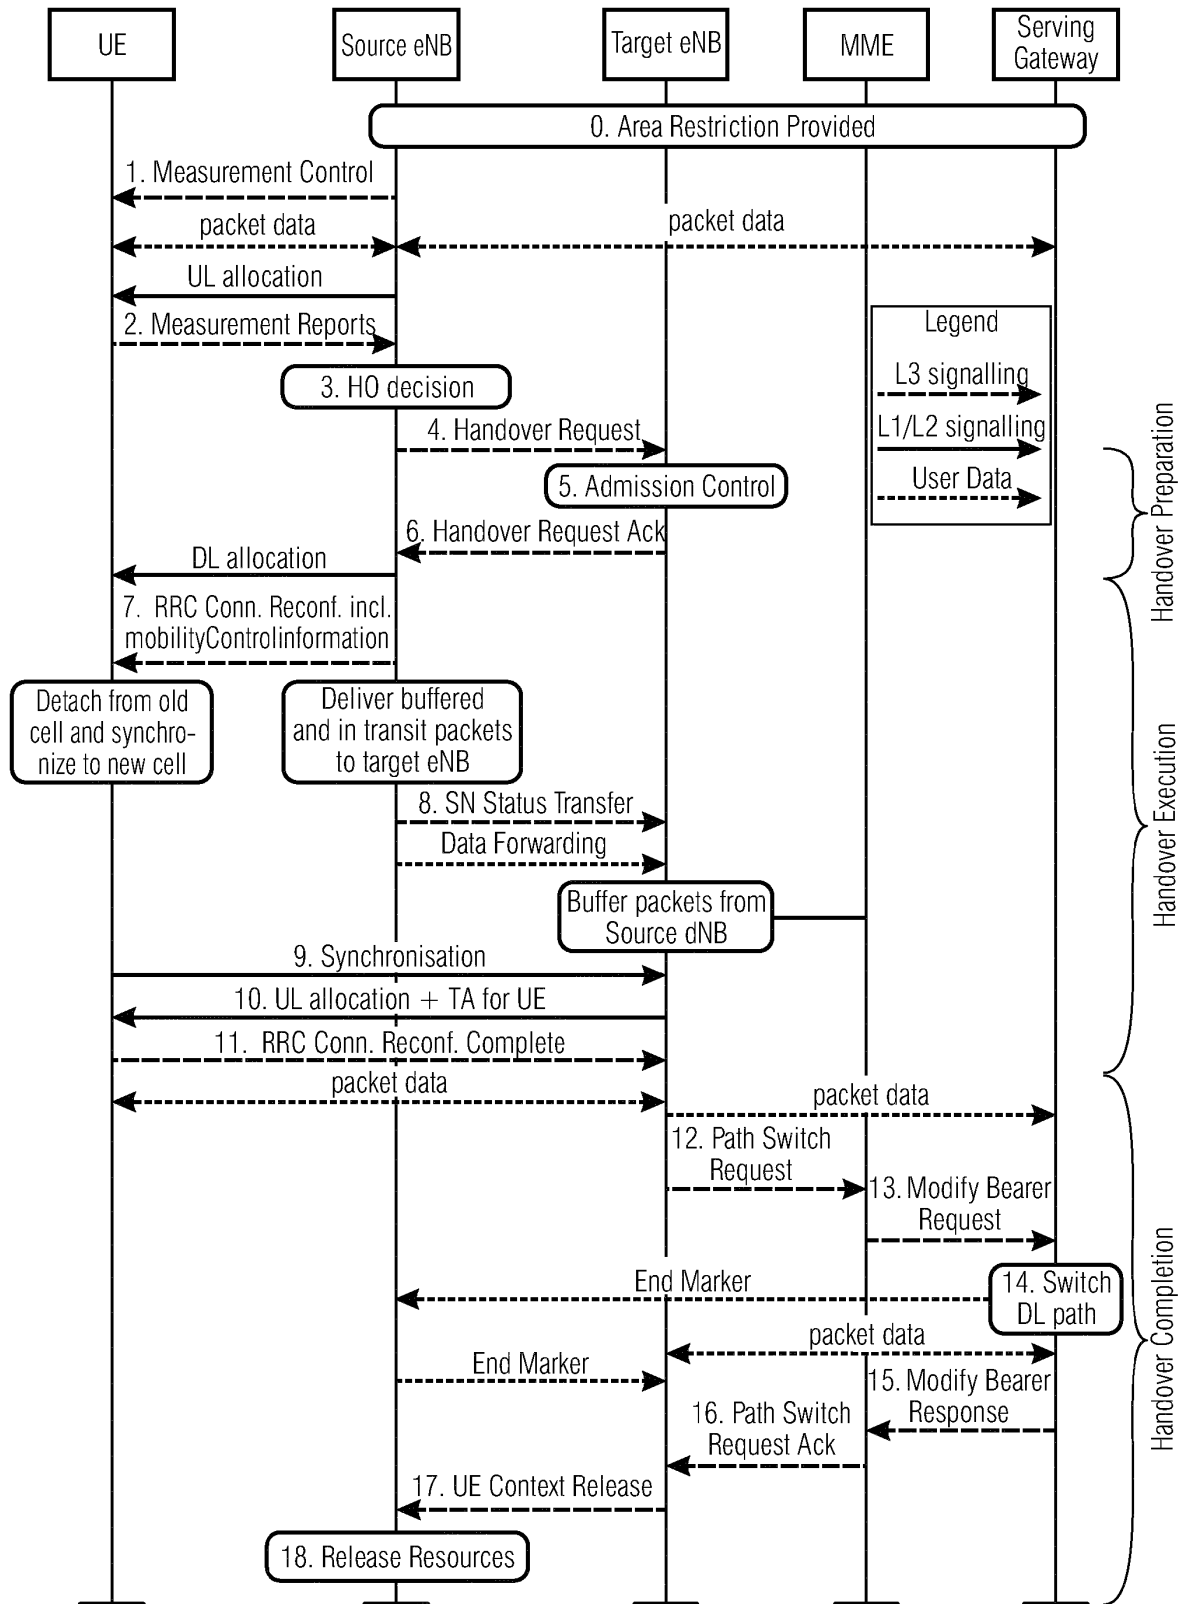 UE
Source eNB
Target eNB
MME
Serving
Gateway
0. Area Restriction Provided
1. Measurement Control
packet data
packet data
UL allocation
2. Measurement Reports
Legend
L3 signalling
L1/L2 signalling
User Data
3. HO decision
4. Handover Request
5. Admission Control
6. Handover Request Ack
Handover Preparation
DL allocation
7. RRC Conn. Reconf. incl.
mobilityControlinformation
Detach from old
cell and synchro-
nize to new cell
Deliver buffered
and in transit packets
to target eNB
8. SN Status Transfer
Data Forwarding
Buffer packets from
Source dNB
Handover Execution
9. Synchronisation
10. UL allocation + TA for UE
11. RRC Conn. Reconf. Complete
packet data
packet data
12. Path Switch
Request
13. Modify Bearer
Request
End Marker
14. Switch
DL path
packet data
End Marker
15. Modify Bearer
Response
16. Path Switch
Request Ack
17. UE Context Release
18. Release Resources
Handover Completion